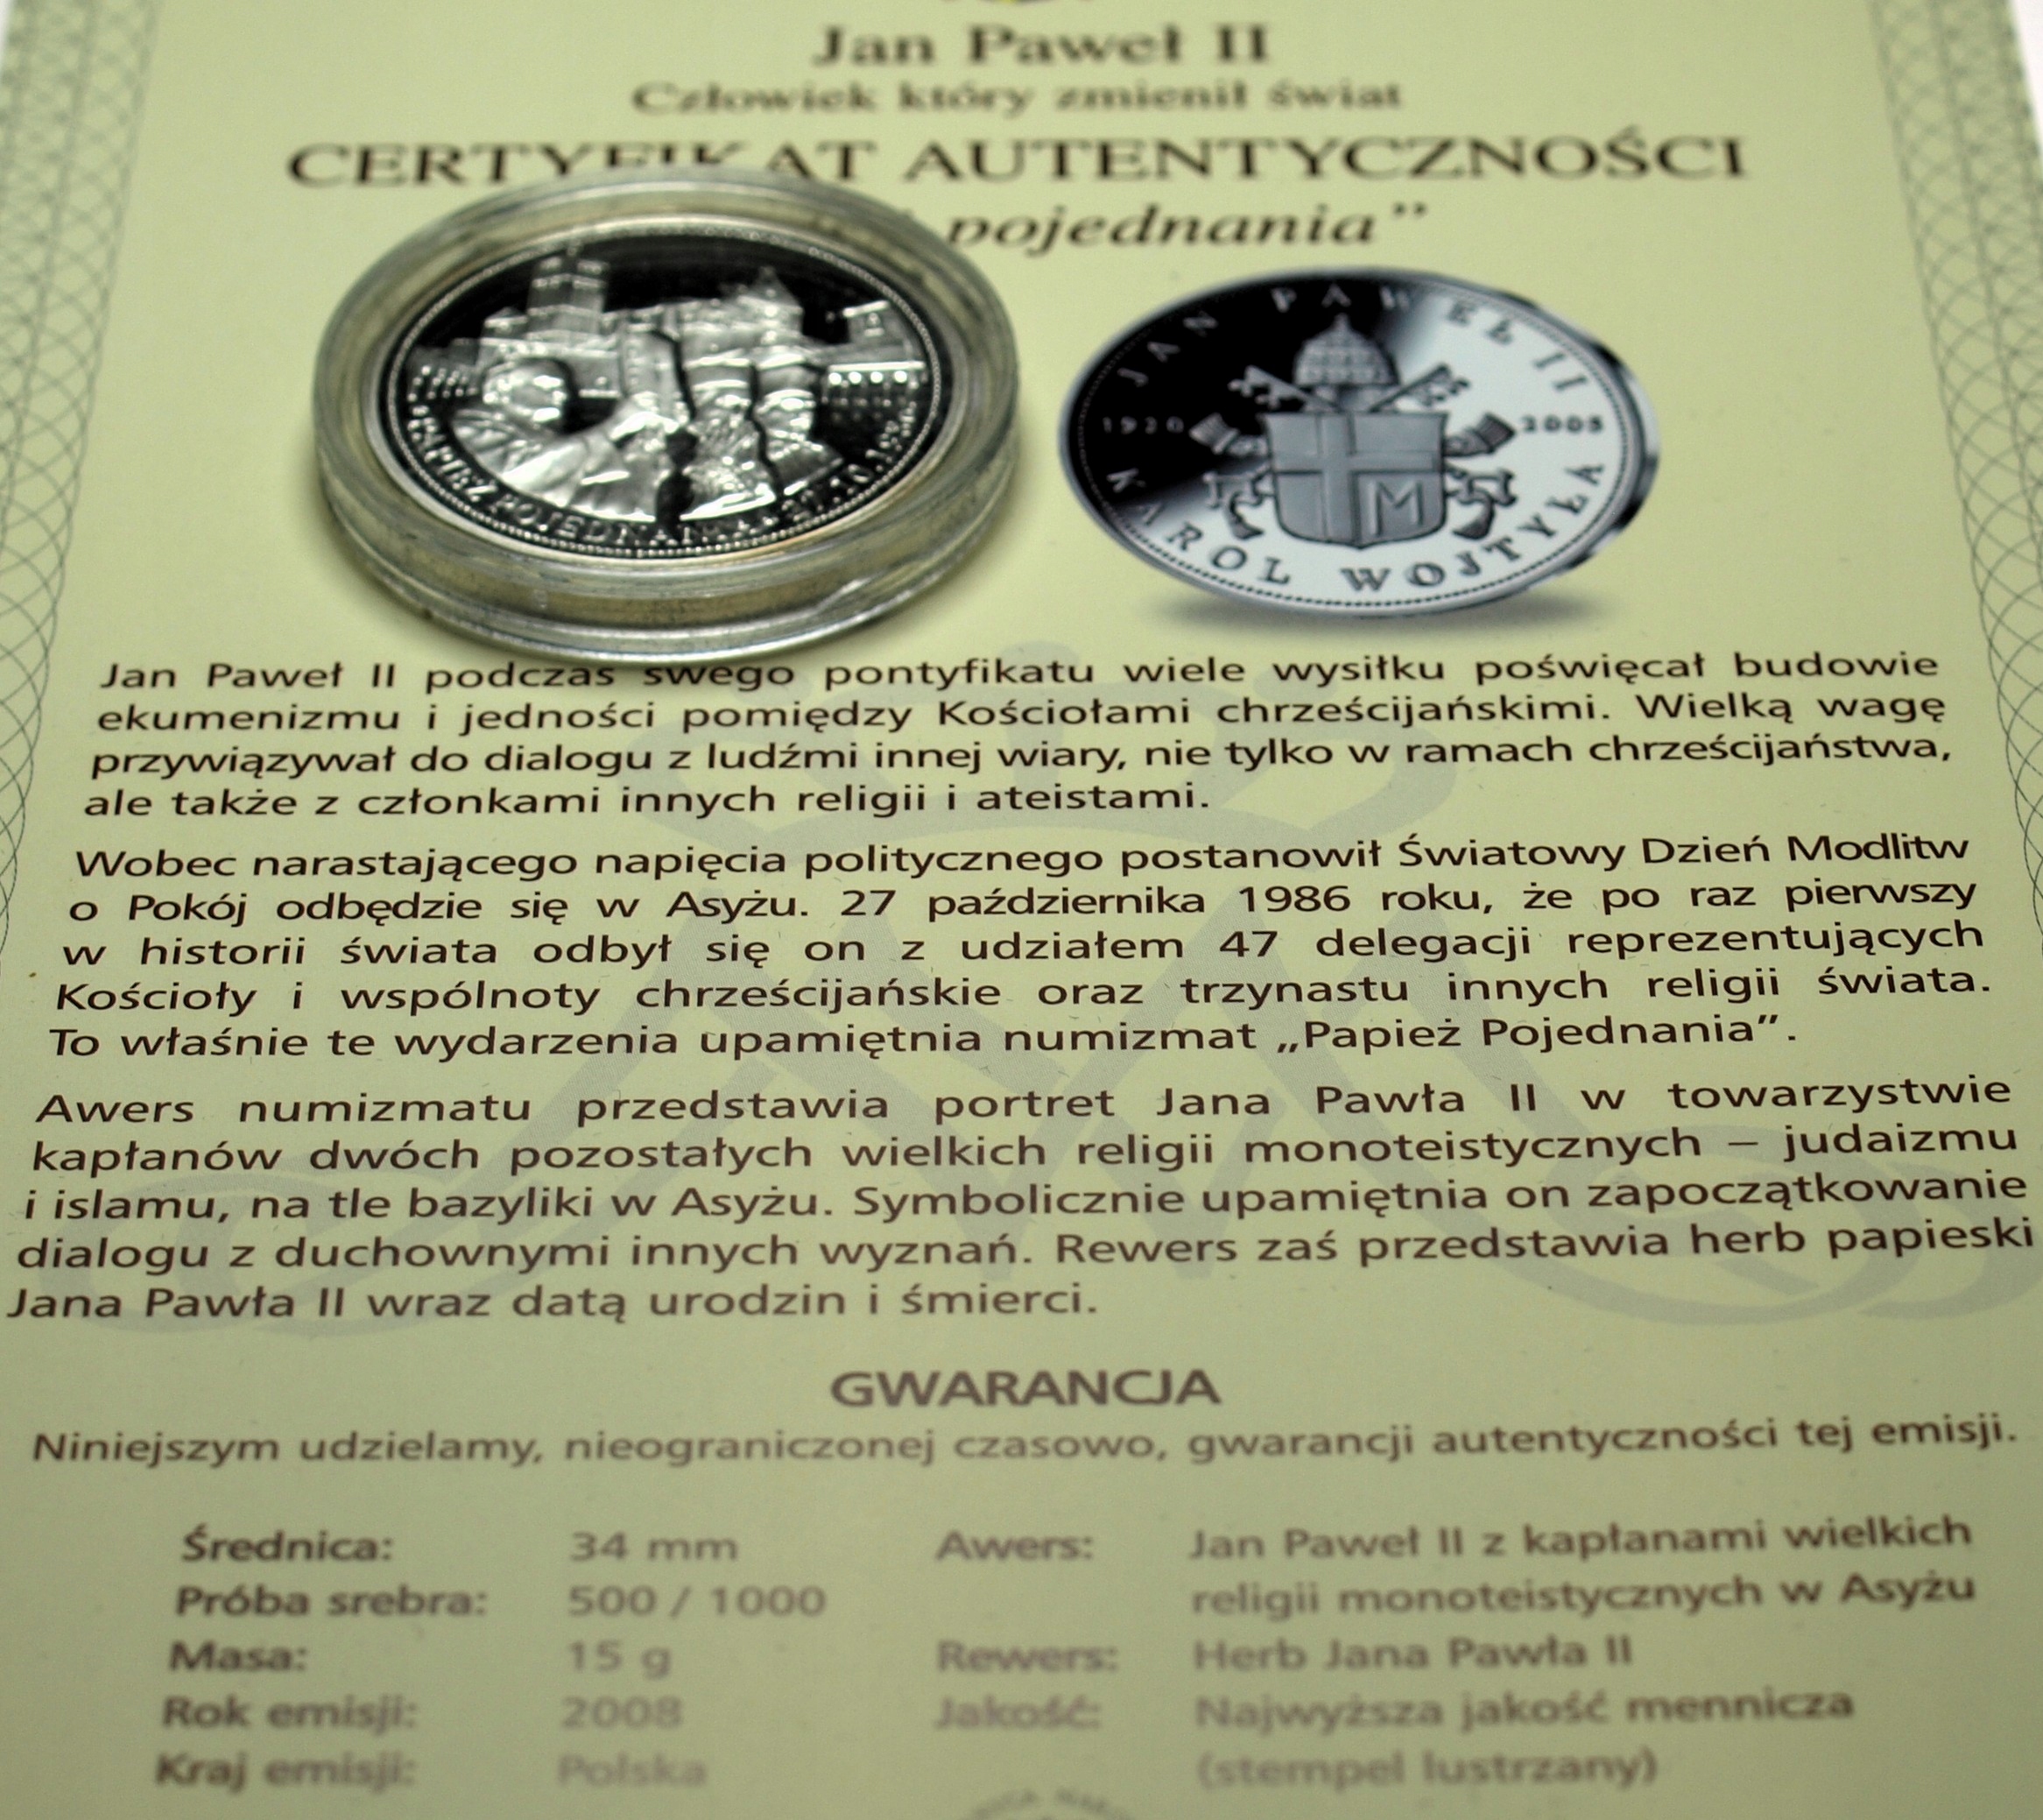 Jan Paweł II
Człowiek który zmienił świat
CERTYFIKAT AUTENTYCZNOŚCI
pojednania”
PAPIEŻ POJEDNANIA
JAN PAWEŁ II
1920 2005
KAROL WOJTYŁA
M
Jan Paweł II podczas swego pontyfikatu wiele wysiłku poświęcał budowie
ekumenizmu i jedności pomiędzy Kościołami chrześcijańskimi. Wielką wagę
przywiązywał do dialogu z ludźmi innej wiary, nie tylko w ramach chrześcijaństwa,
ale także z członkami innych religii i ateistami.
Wobec narastającego napięcia politycznego postanowił Światowy Dzień Modlitw
o Pokój odbędzie się w Asyżu. 27 października 1986 roku, że po raz pierwszy
w historii świata odbył się on z udziałem 47 delegacji reprezentujących
Kościoły i wspólnoty chrześcijańskie oraz trzynastu innych religii świata.
To właśnie te wydarzenia upamiętnia numizmat „Papież Pojednania”.
Awers numizmatu przedstawia portret Jana Pawła II w towarzystwie
kapłanów dwóch pozostałych wielkich religii monoteistycznych – judaizmu
i islamu, na tle bazyliki w Asyżu. Symbolicznie upamiętnia on zapoczątkowanie
dialogu z duchownymi innych wyznań. Rewers zaś przedstawia herb papieski
Jana Pawła II wraz datą urodzin i śmierci.
GWARANCJA
Niniejszym udzielamy, nieograniczonej czasowo, gwarancji autentyczności tej emisji.
Średnica: 34 mm Awers: Jan Paweł II z kapłanami wielkich
Próba srebra: 500 / 1000 religii monoteistycznych w Asyżu
Masa: 15 g Rewers: Herb Jana Pawła II
Rok emisji: 2008 Jakość: Najwyższa jakość mennicza
Kraj emisji: Polska (stempel lustrzany)